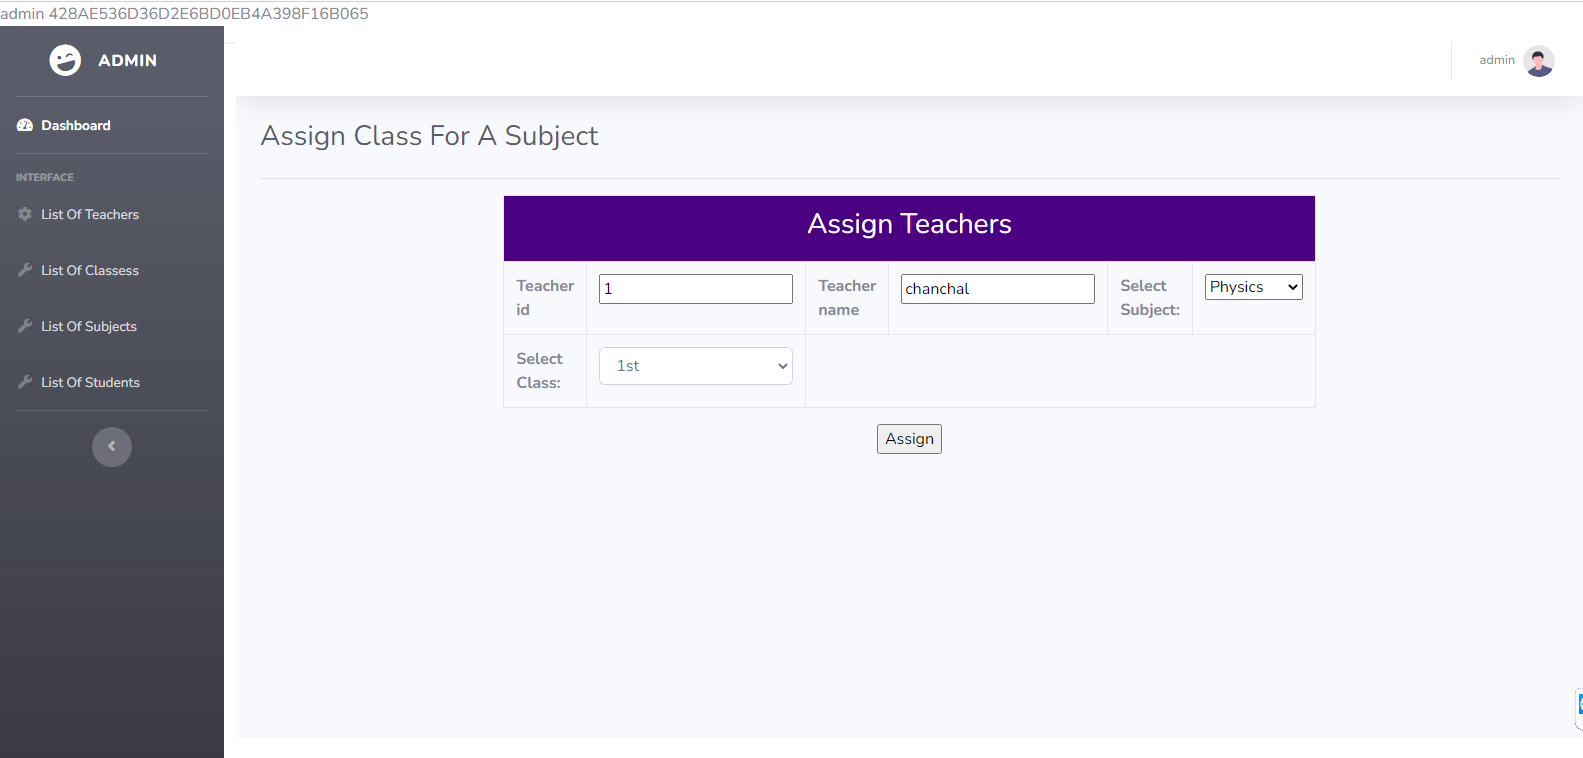 admin 428AE536D36D2E6BD0EB4A398F16B065
ADMIN
admin
Dashboard
INTERFACE
List Of Teachers
List Of Classess
List Of Subjects
List Of Students
Assign Class For A Subject
Assign Teachers
Teacher id
1
Teacher name
chanchal
Select Subject:
Physics
Select Class:
1st
Assign